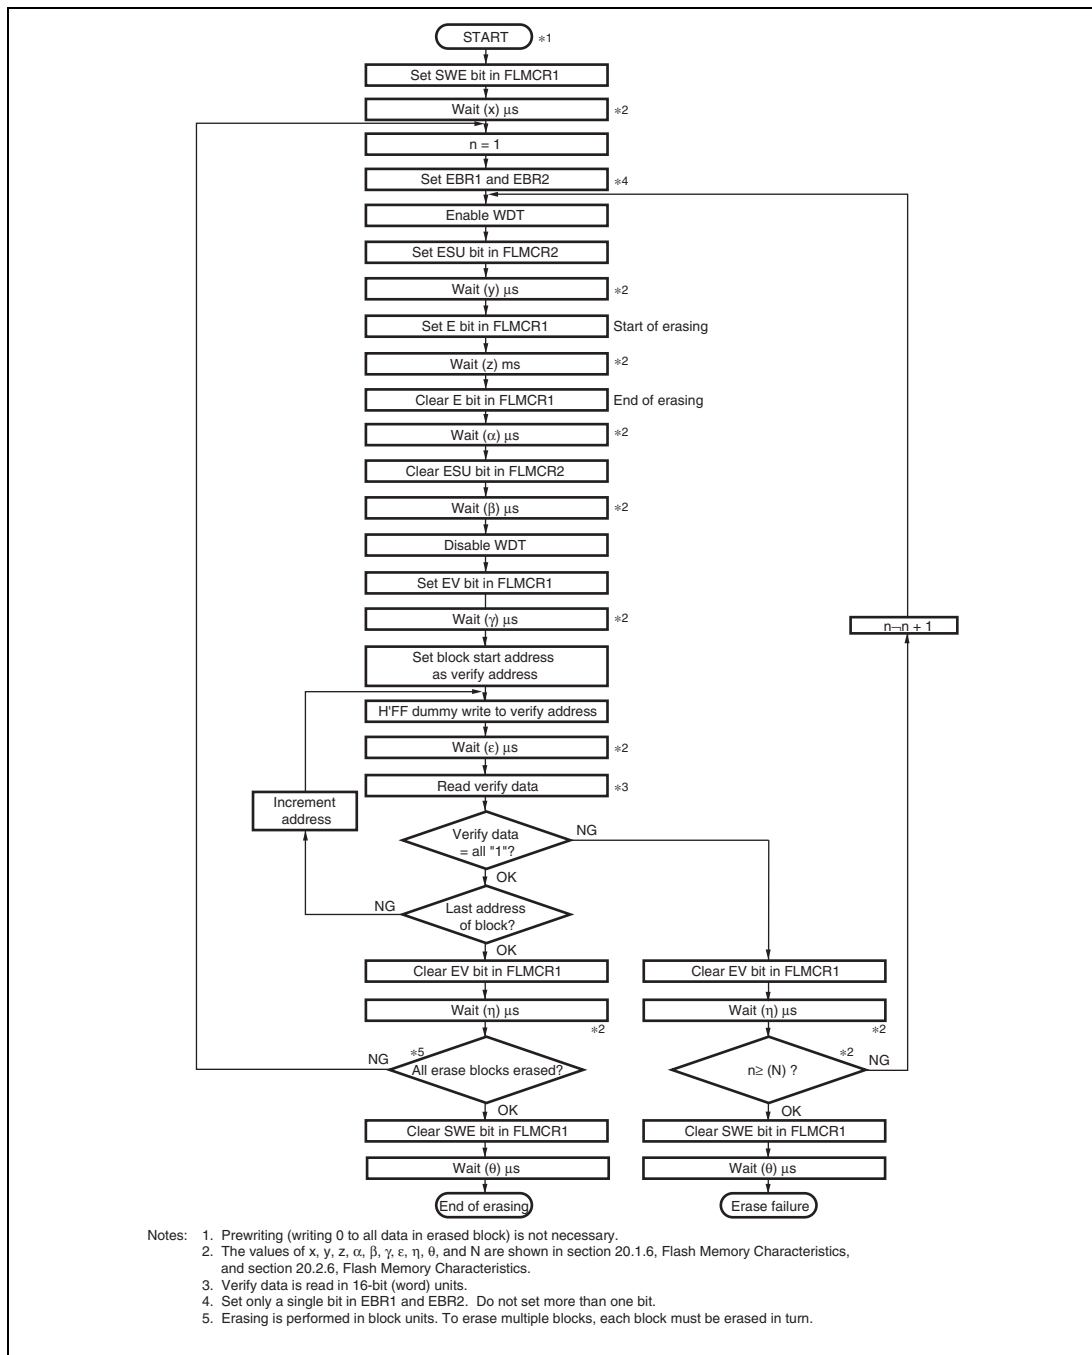 START *1
Set SWE bit in FLMCR1
Wait (x) μs *2
n = 1
Set EBR1 and EBR2 *4
Enable WDT
Set ESU bit in FLMCR2
Wait (y) μs *2
Set E bit in FLMCR1 Start of erasing
Wait (z) ms *2
Clear E bit in FLMCR1 End of erasing
Wait (α) μs *2
Clear ESU bit in FLMCR2
Wait (β) μs *2
Disable WDT
Set EV bit in FLMCR1
Wait (γ) μs *2
n¬n + 1
Set block start address
as verify address
H'FF dummy write to verify address
Wait (ε) μs *2
Read verify data *3
Increment
address
Verify data
= all "1"?
NG
OK
Last address
of block?
NG
OK
Clear EV bit in FLMCR1
Wait (η) μs
*2
*5
All erase blocks erased?
NG
OK
Clear SWE bit in FLMCR1
Wait (θ) μs
End of erasing
Clear EV bit in FLMCR1
Wait (η) μs
*2
*2
n≥ (N) ?
NG
OK
Clear SWE bit in FLMCR1
Wait (θ) μs
Erase failure
Notes: 1. Prewriting (writing 0 to all data in erased block) is not necessary.
2. The values of x, y, z, α, β, γ, ε, η, θ, and N are shown in section 20.1.6, Flash Memory Characteristics,
and section 20.2.6, Flash Memory Characteristics.
3. Verify data is read in 16-bit (word) units.
4. Set only a single bit in EBR1 and EBR2. Do not set more than one bit.
5. Erasing is performed in block units. To erase multiple blocks, each block must be erased in turn.